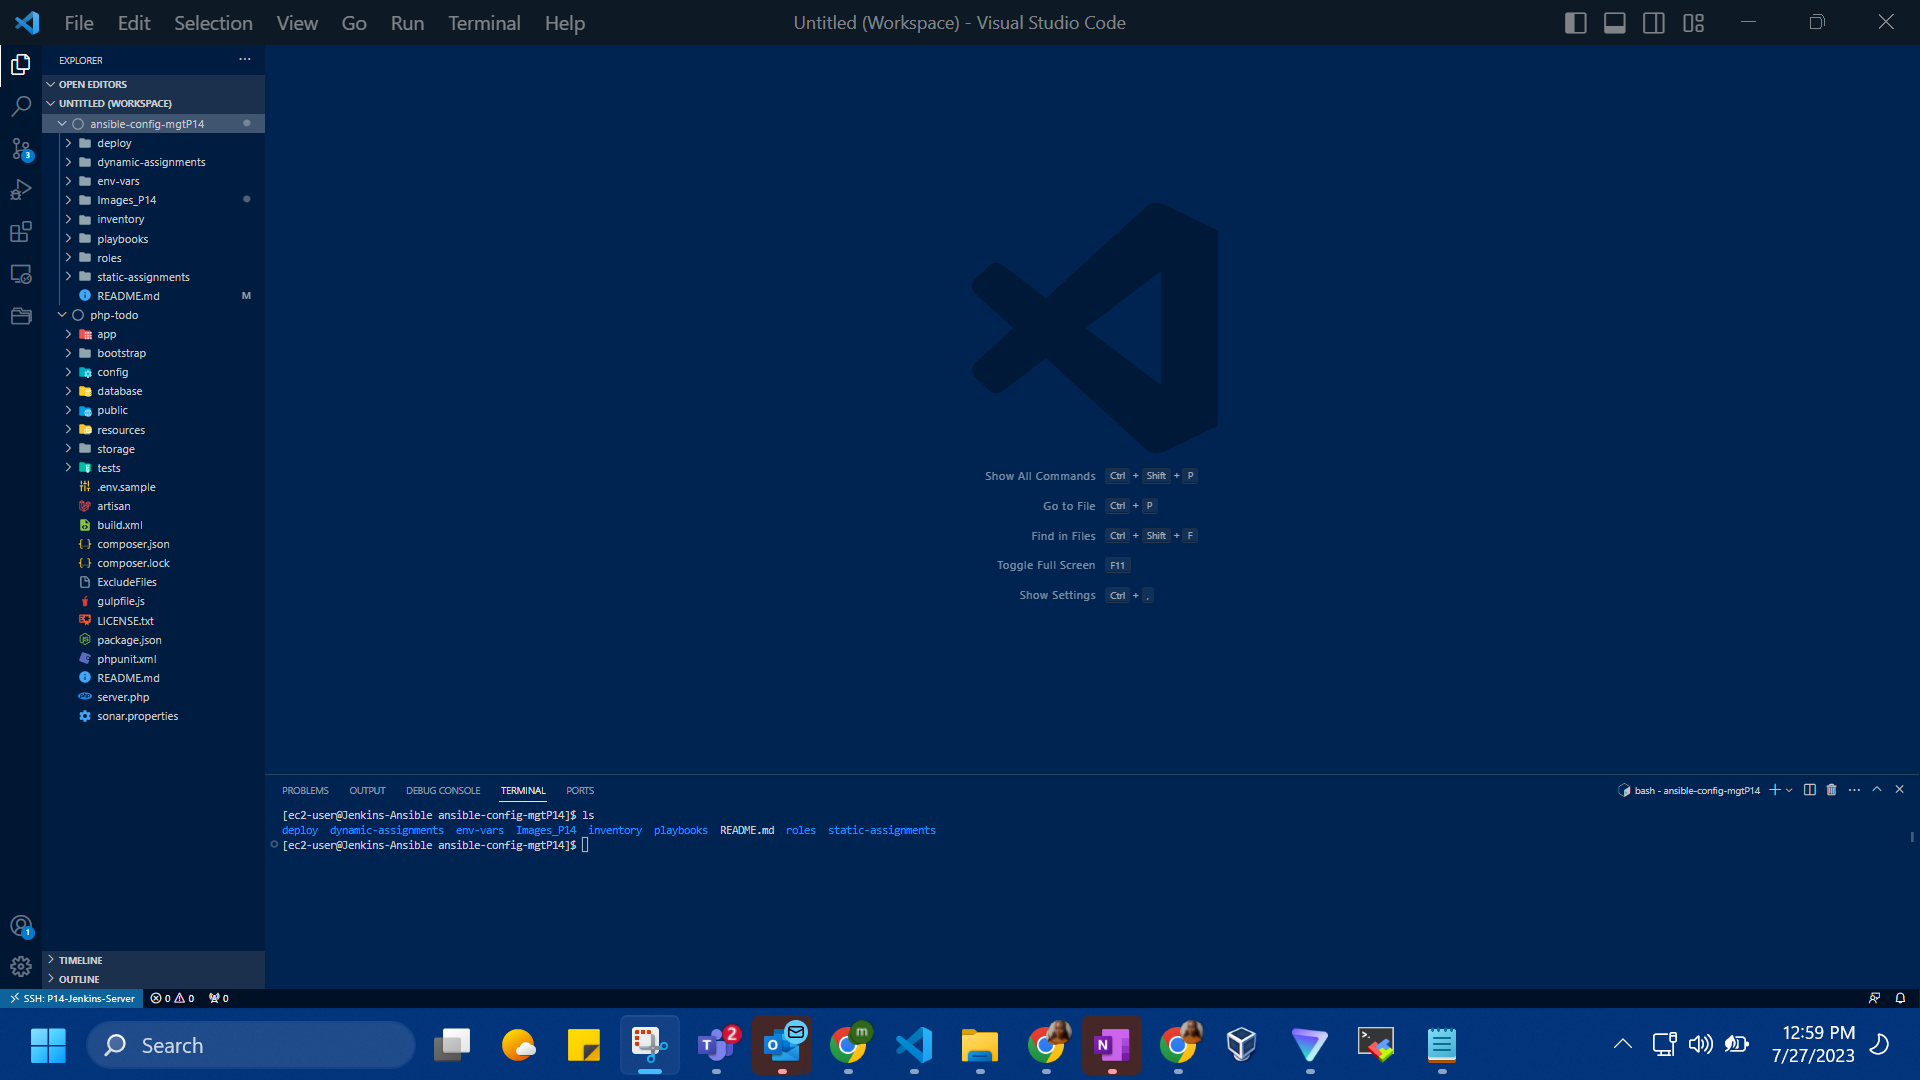 File Edit Selection View Go Run Terminal Help
Untitled (Workspace) - Visual Studio Code
EXPLORER
OPEN EDITORS
UNTITLED (WORKSPACE)
ansible-config-mgtP14
deploy
dynamic-assignments
env-vars
Images_P14
inventory
playbooks
roles
static-assignments
README.md M
php-todo
app
bootstrap
config
database
public
resources
storage
tests
.env.sample
artisan
build.xml
composer.json
composer.lock
ExcludeFiles
gulpfile.js
LICENSE.txt
package.json
phpunit.xml
README.md
server.php
sonar.properties
TIMELINE
OUTLINE
3
1
Show All Commands Ctrl + Shift + P
Go to File Ctrl + P
Find in Files Ctrl + Shift + F
Toggle Full Screen F11
Show Settings Ctrl + ,
PROBLEMS OUTPUT DEBUG CONSOLE TERMINAL PORTS
bash - ansible-config-mgtP14
[ec2-user@Jenkins-Ansible ansible-config-mgtP14]$ ls
deploy dynamic-assignments env-vars Images_P14 inventory playbooks README.md roles static-assignments
[ec2-user@Jenkins-Ansible ansible-config-mgtP14]$
SSH: P14-Jenkins-Server 0 0 0
Search
2
m
12:59 PM
7/27/2023